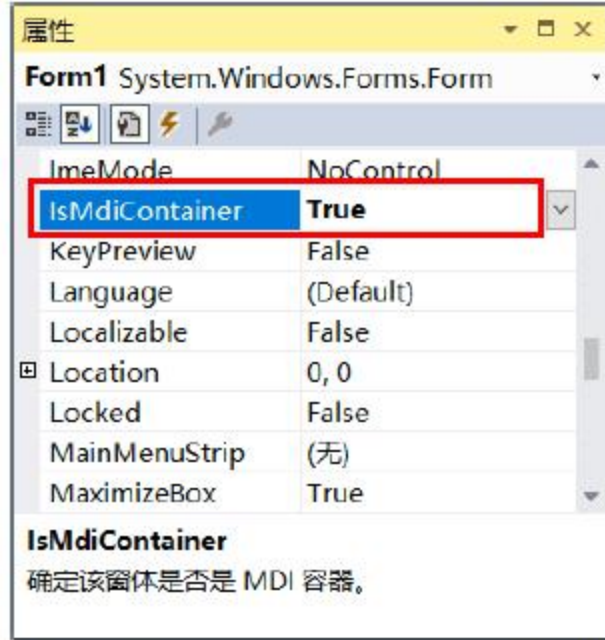 属性
Form1 System.Windows.Forms.Form
ImeMode NoControl
IsMdiContainer True
KeyPreview False
Language (Default)
Localizable False
Location 0, 0
Locked False
MainMenuStrip (无)
MaximizeBox True
IsMdiContainer
确定该窗体是否是 MDI 容器。